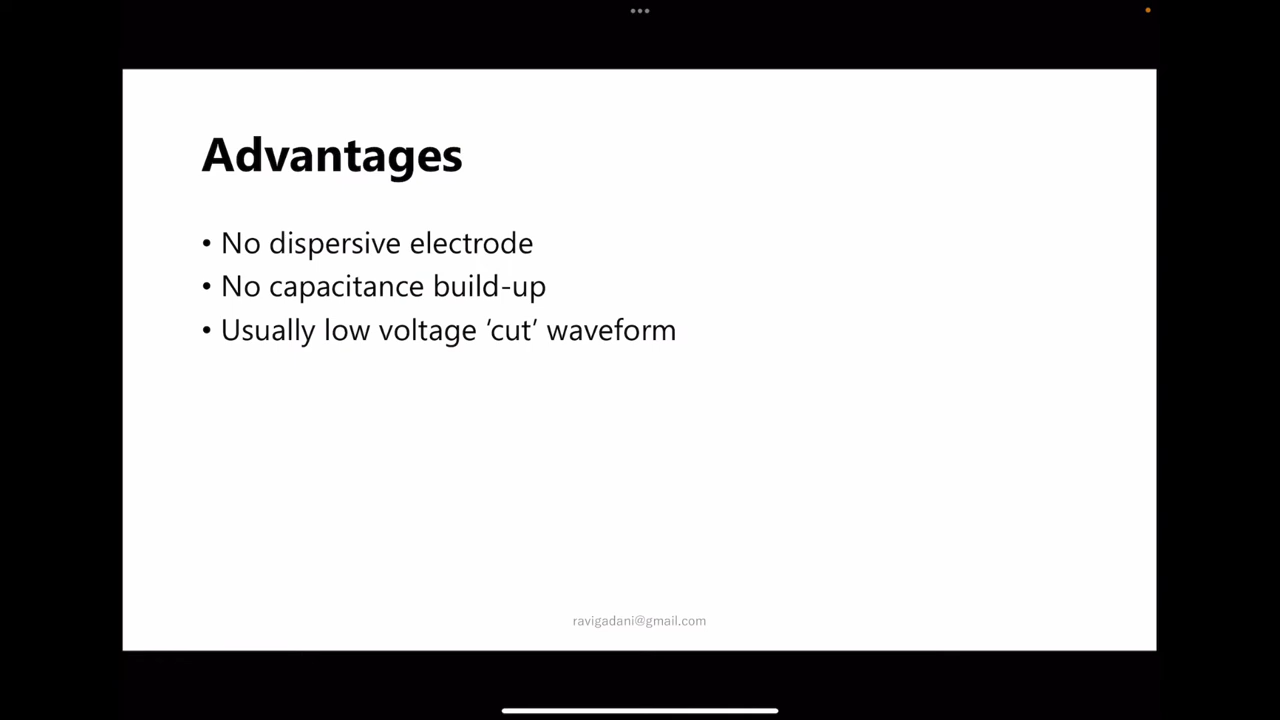 Advantages
• No dispersive electrode
• No capacitance build-up
• Usually low voltage ‘cut’ waveform
ravigadani@gmail.com